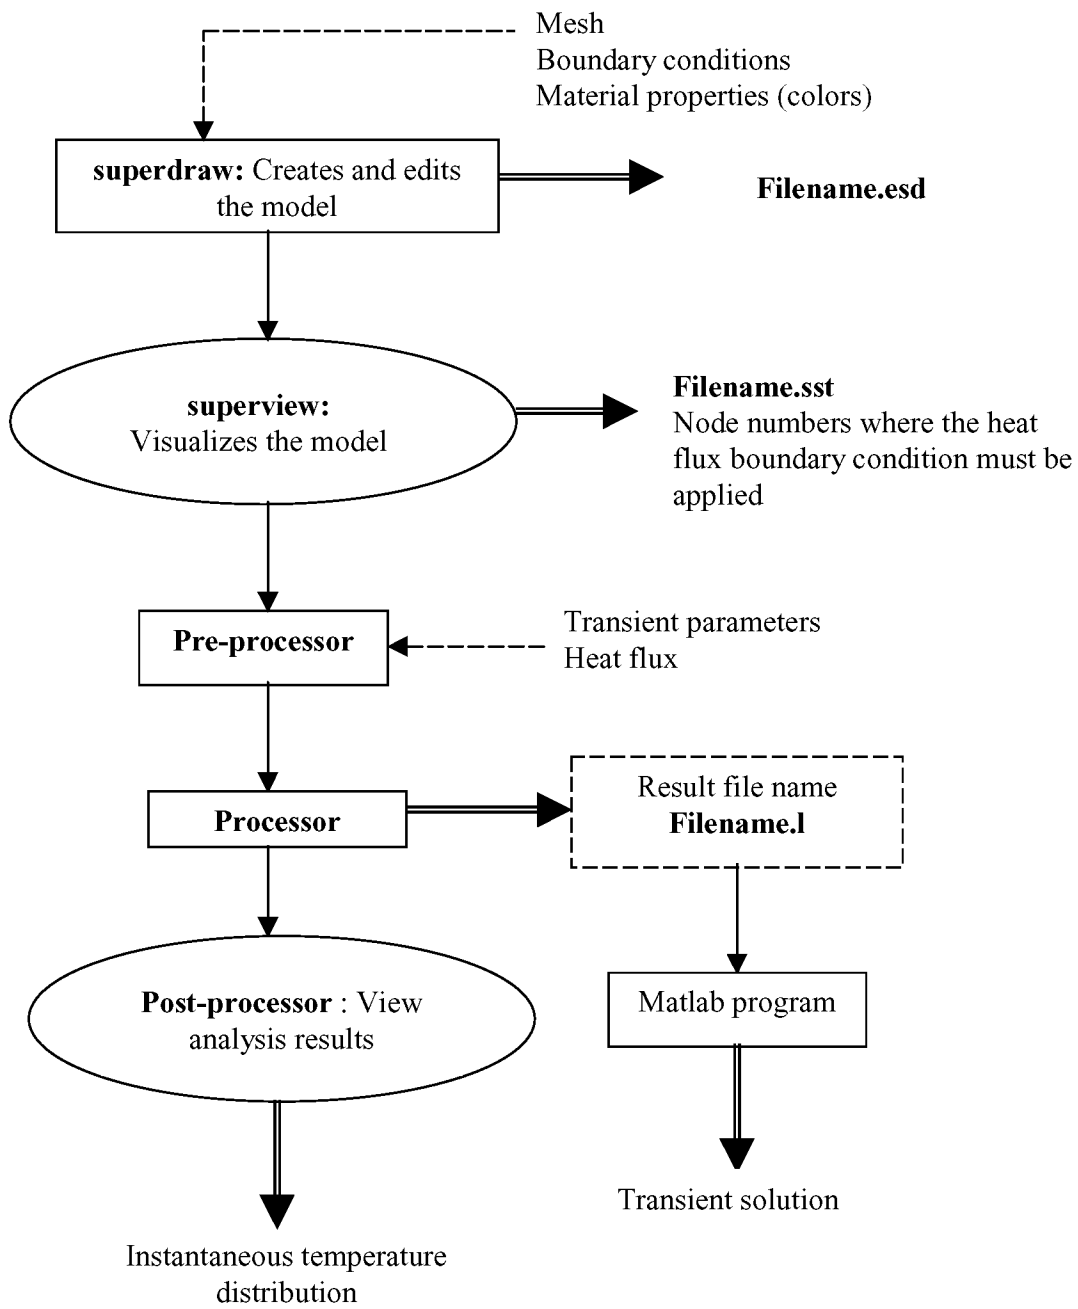 Mesh
Boundary conditions
Material properties (colors)
superdraw: Creates and edits
the model
Filename.esd
superview:
Visualizes the model
Filename.sst
Node numbers where the heat
flux boundary condition must be
applied
Pre-processor
Transient parameters
Heat flux
Processor
Result file name
Filename.l
Post-processor : View
analysis results
Matlab program
Transient solution
Instantaneous temperature
distribution